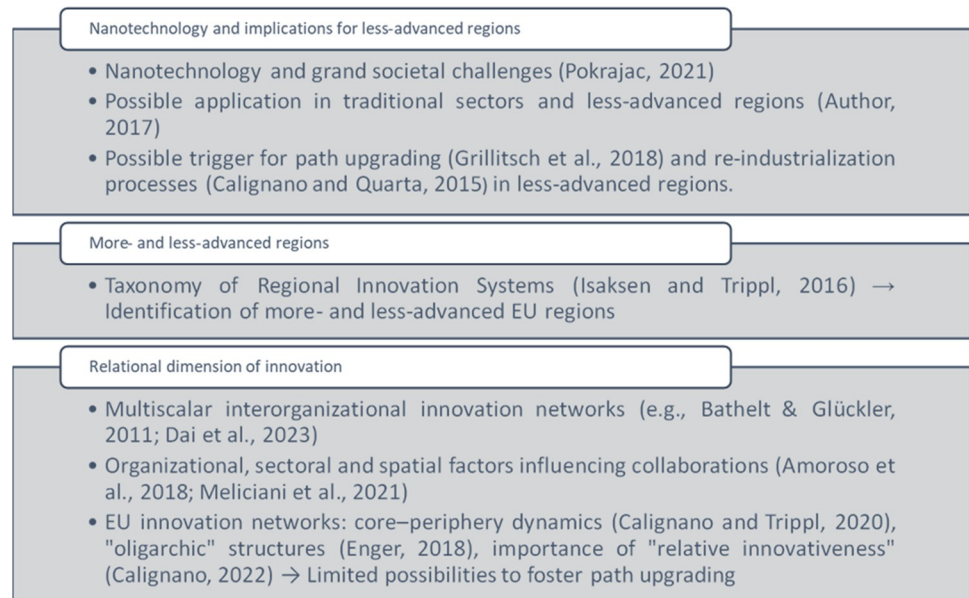 Nanotechnology and implications for less-advanced regions
• Nanotechnology and grand societal challenges (Pokrajac, 2021)
• Possible application in traditional sectors and less-advanced regions (Author,
2017)
• Possible trigger for path upgrading (Grillitsch et al., 2018) and re-industrialization
processes (Calignano and Quarta, 2015) in less-advanced regions.
More- and less-advanced regions
• Taxonomy of Regional Innovation Systems (Isaksen and Trippl, 2016) →
Identification of more- and less-advanced EU regions
Relational dimension of innovation
• Multiscalar interorganizational innovation networks (e.g., Bathelt & Glückler,
2011; Dai et al., 2023)
• Organizational, sectoral and spatial factors influencing collaborations (Amoroso et
al., 2018; Meliciani et al., 2021)
• EU innovation networks: core–periphery dynamics (Calignano and Trippl, 2020),
"oligarchic" structures (Enger, 2018), importance of "relative innovativeness"
(Calignano, 2022) → Limited possibilities to foster path upgrading